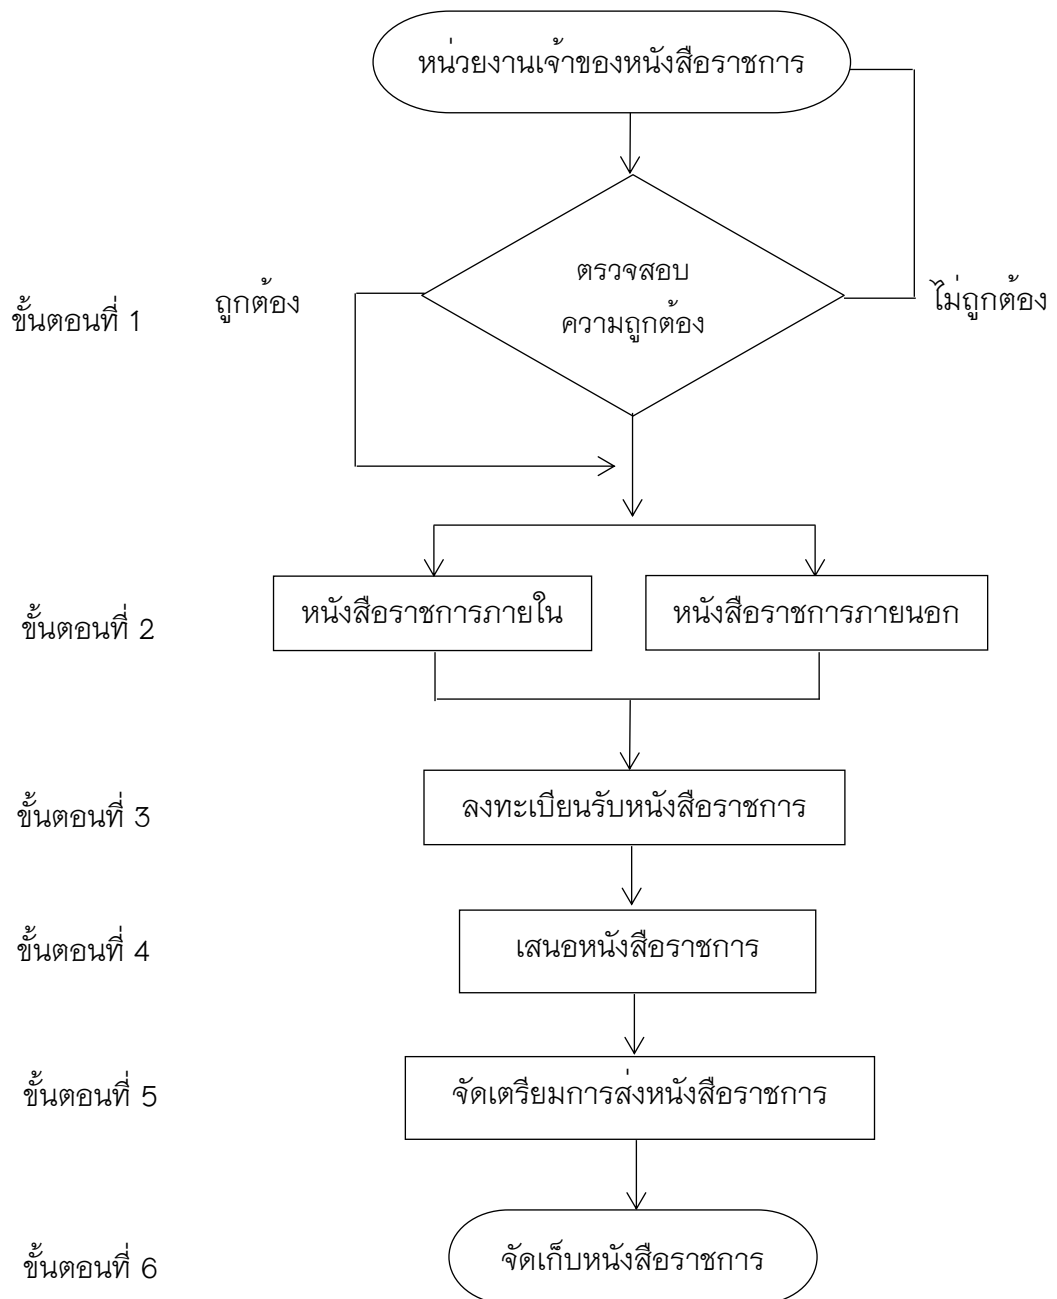 หน่วยงานเจ้าของหนังสือราชการ
ตรวจสอบ
ความถูกต้อง
ขั้นตอนที่ 1
ถูกต้อง
ไม่ถูกต้อง
ขั้นตอนที่ 2
หนังสือราชการภายใน
หนังสือราชการภายนอก
ขั้นตอนที่ 3
ลงทะเบียนรับหนังสือราชการ
ขั้นตอนที่ 4
เสนอหนังสือราชการ
ขั้นตอนที่ 5
จัดเตรียมการส่งหนังสือราชการ
ขั้นตอนที่ 6
จัดเก็บหนังสือราชการ